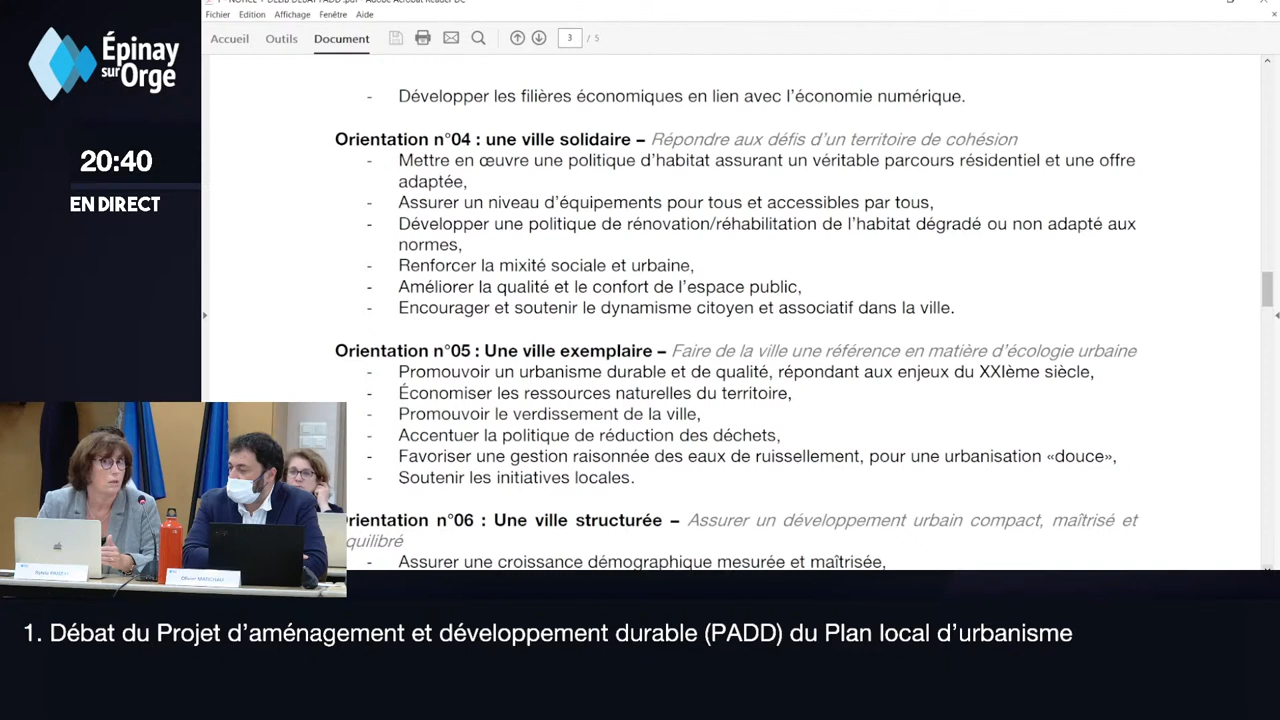 Fichier Edition Affichage Fenêtre Aide
Épinay
sur Orge
Accueil Outils Document 3 / 5
20:40
EN DIRECT
- Développer les filières économiques en lien avec l'économie numérique.
Orientation n°04 : une ville solidaire – Répondre aux défis d'un territoire de cohésion
- Mettre en œuvre une politique d'habitat assurant un véritable parcours résidentiel et une offre
adaptée,
- Assurer un niveau d'équipements pour tous et accessibles par tous,
- Développer une politique de rénovation/réhabilitation de l'habitat dégradé ou non adapté aux
normes,
- Renforcer la mixité sociale et urbaine,
- Améliorer la qualité et le confort de l'espace public,
- Encourager et soutenir le dynamisme citoyen et associatif dans la ville.
Orientation n°05 : Une ville exemplaire – Faire de la ville une référence en matière d'écologie urbaine
- Promouvoir un urbanisme durable et de qualité, répondant aux enjeux du XXIème siècle,
- Économiser les ressources naturelles du territoire,
- Promouvoir le verdissement de la ville,
- Accentuer la politique de réduction des déchets,
- Favoriser une gestion raisonnée des eaux de ruissellement, pour une urbanisation «douce»,
- Soutenir les initiatives locales.
rientation n°06 : Une ville structurée – Assurer un développement urbain compact, maîtrisé et
quilibré
- Assurer une croissance démographique mesurée et maîtrisée,
Olivier MARCHAU
1. Débat du Projet d'aménagement et développement durable (PADD) du Plan local d'urbanisme